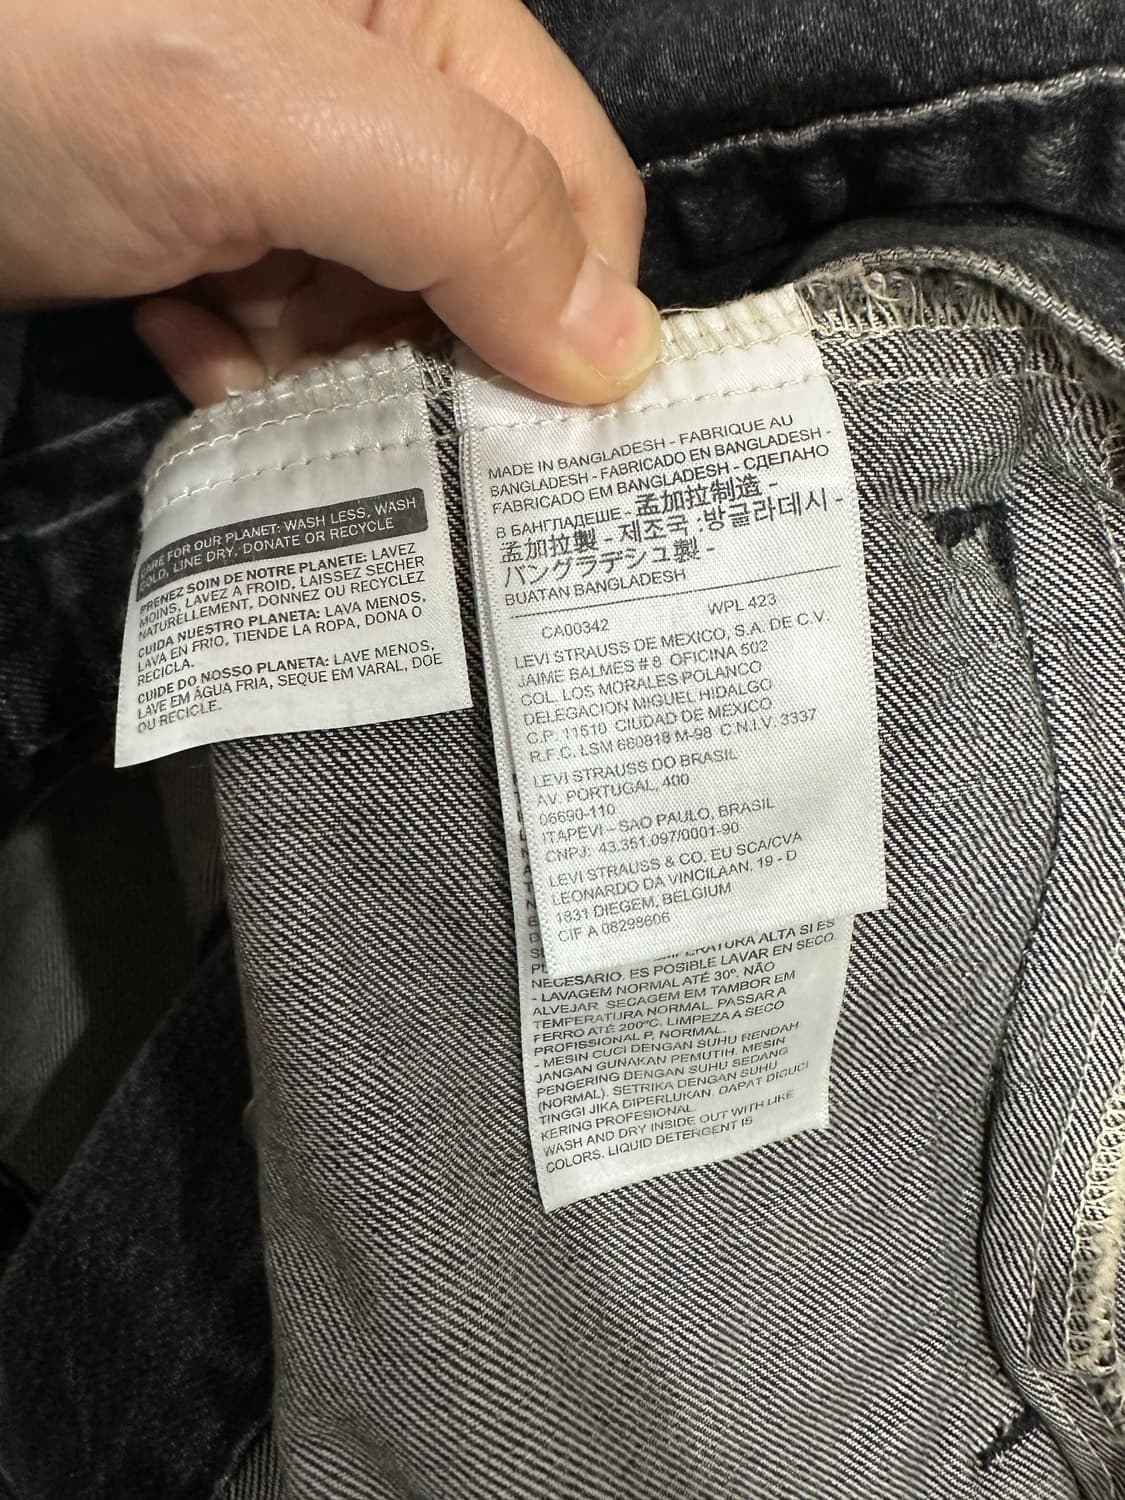 CARE FOR OUR PLANET: WASH LESS, WASH
COLD, LINE DRY, DONATE OR RECYCLE
PRENEZ SOIN DE NOTRE PLANETE: LAVEZ
MOINS, LAVEZ A FROID, LAISSEZ SECHER
NATURELLEMENT, DONNEZ OU RECYCLEZ
CUIDA NUESTRO PLANETA: LAVA MENOS,
LAVA EN FRIO, TIENDE LA ROPA, DONA O
RECICLA.
CUIDE DO NOSSO PLANETA: LAVE MENOS,
LAVE EM ÁGUA FRIA, SEQUE EM VARAL, DOE
OU RECICLE.
MADE IN BANGLADESH - FABRIQUE AU
BANGLADESH - FABRICADO EN BANGLADESH -
FABRICADO EM BANGLADESH - СДЕЛАНО
В БАНГЛАДЕШЕ - 孟加拉制造 -
孟加拉製 - 제조국 :방글라데시 -
バングラデシュ製 -
BUATAN BANGLADESH
WPL 423
CA00342
LEVI STRAUSS DE MEXICO, S.A. DE C.V.
JAIME BALMES # 8 OFICINA 502
COL. LOS MORALES POLANCO
DELEGACION MIGUEL HIDALGO
C.P. 11510 CIUDAD DE MEXICO
R.F.C. LSM 660818 M-98 C.N.I.V. 3337
LEVI STRAUSS DO BRASIL
AV. PORTUGAL, 400
06690-110
ITAPEVI – SAO PAULO, BRASIL
CNPJ: 43.351.097/0001-90
LEVI STRAUSS & CO. EU SCA/CVA
LEONARDO DA VINCILAAN, 19 - D
1831 DIEGEM, BELGIUM
CIF A 08298606
ALTA SI ES
NECESARIO. ES POSIBLE LAVAR EN SECO.
- LAVAGEM NORMAL ATÉ 30º. NÃO
ALVEJAR. SECAGEM EM TAMBOR EM
TEMPERATURA NORMAL. PASSAR A
FERRO ATÉ 200ºC. LIMPEZA A SECO
PROFISSIONAL P, NORMAL.
- MESIN CUCI DENGAN SUHU RENDAH
JANGAN GUNAKAN PEMUTIH. MESIN
PENGERING DENGAN SUHU SEDANG
(NORMAL). SETRIKA DENGAN SUHU
TINGGI JIKA DIPERLUKAN. DAPAT DICUCI
KERING PROFESIONAL.
WASH AND DRY INSIDE OUT WITH LIKE
COLORS. LIQUID DETERGENT IS